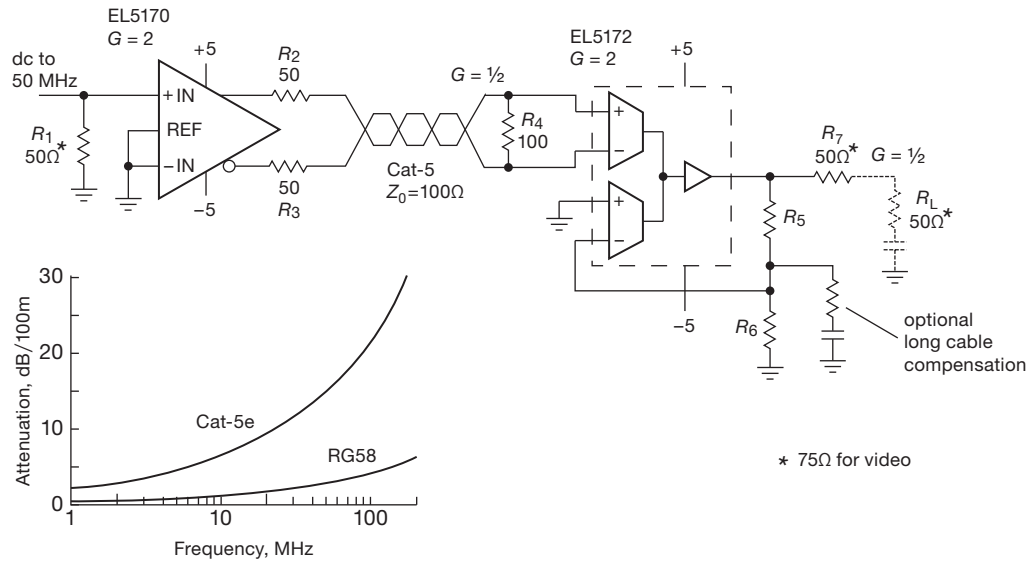 EL5170
G = 2
dc to
50 MHz
+5
R2
50
+IN
REF
−IN
R1
50Ω*
−5
50
R3
G = ½
R4
100
Cat-5
Z0=100Ω
EL5172
G = 2
+5
+
−
+
−
−5
R7
50Ω*
G = ½
RL
50Ω*
R5
R6
optional
long cable
compensation
* 75Ω for video
Attenuation, dB/100m
30
20
10
0
Cat-5e
RG58
1
10
100
Frequency, MHz